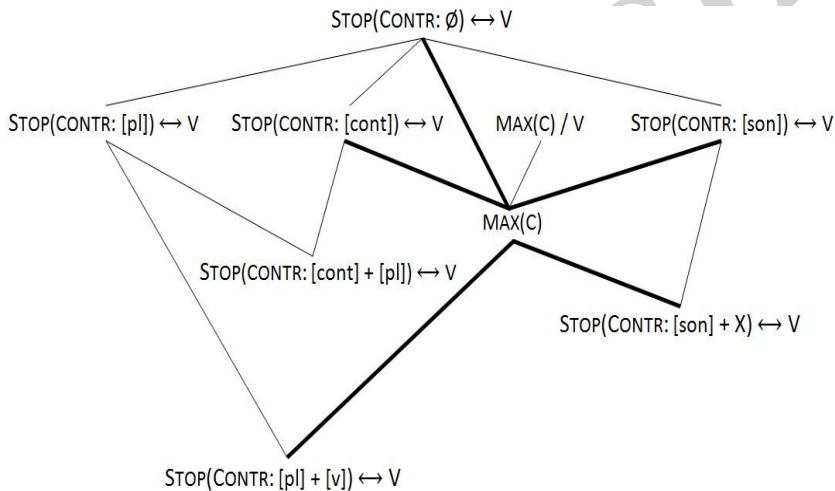 STOP(CONTR: Ø) ↔ V
STOP(CONTR: [pl]) ↔ V STOP(CONTR: [cont]) ↔ V MAX(C) / V STOP(CONTR: [son]) ↔ V
MAX(C)
STOP(CONTR: [cont] + [pl]) ↔ V
STOP(CONTR: [son] + X) ↔ V
STOP(CONTR: [pl] + [v]) ↔ V